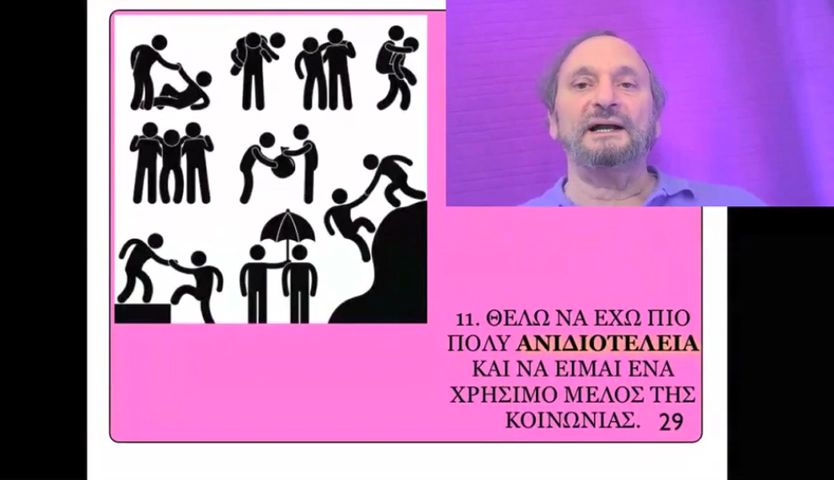 11. ΘΕΛΩ ΝΑ ΕΧΩ ΠΙΟ
ΠΟΛΥ ΑΝΙΔΙΟΤΕΛΕΙΑ
ΚΑΙ ΝΑ ΕΙΜΑΙ ΕΝΑ
ΧΡΗΣΙΜΟ ΜΕΛΟΣ ΤΗΣ
ΚΟΙΝΩΝΙΑΣ. 29